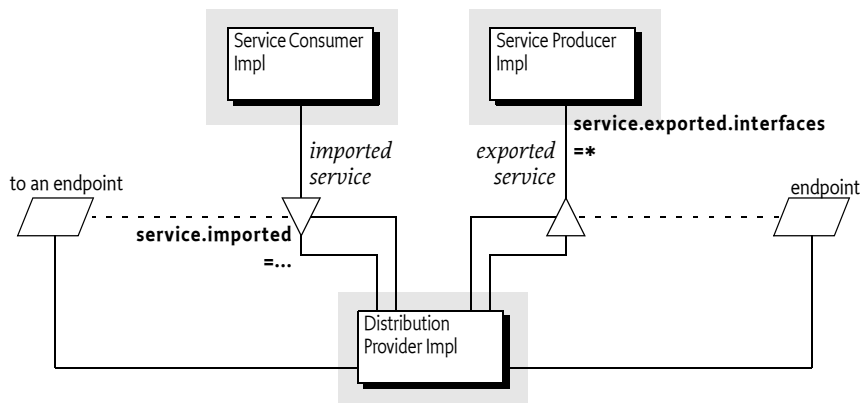 Service Consumer
Impl
Service Producer
Impl
service.exported.interfaces
=*
imported
service
exported
service
to an endpoint
endpoint
service.imported
=...
Distribution
Provider Impl